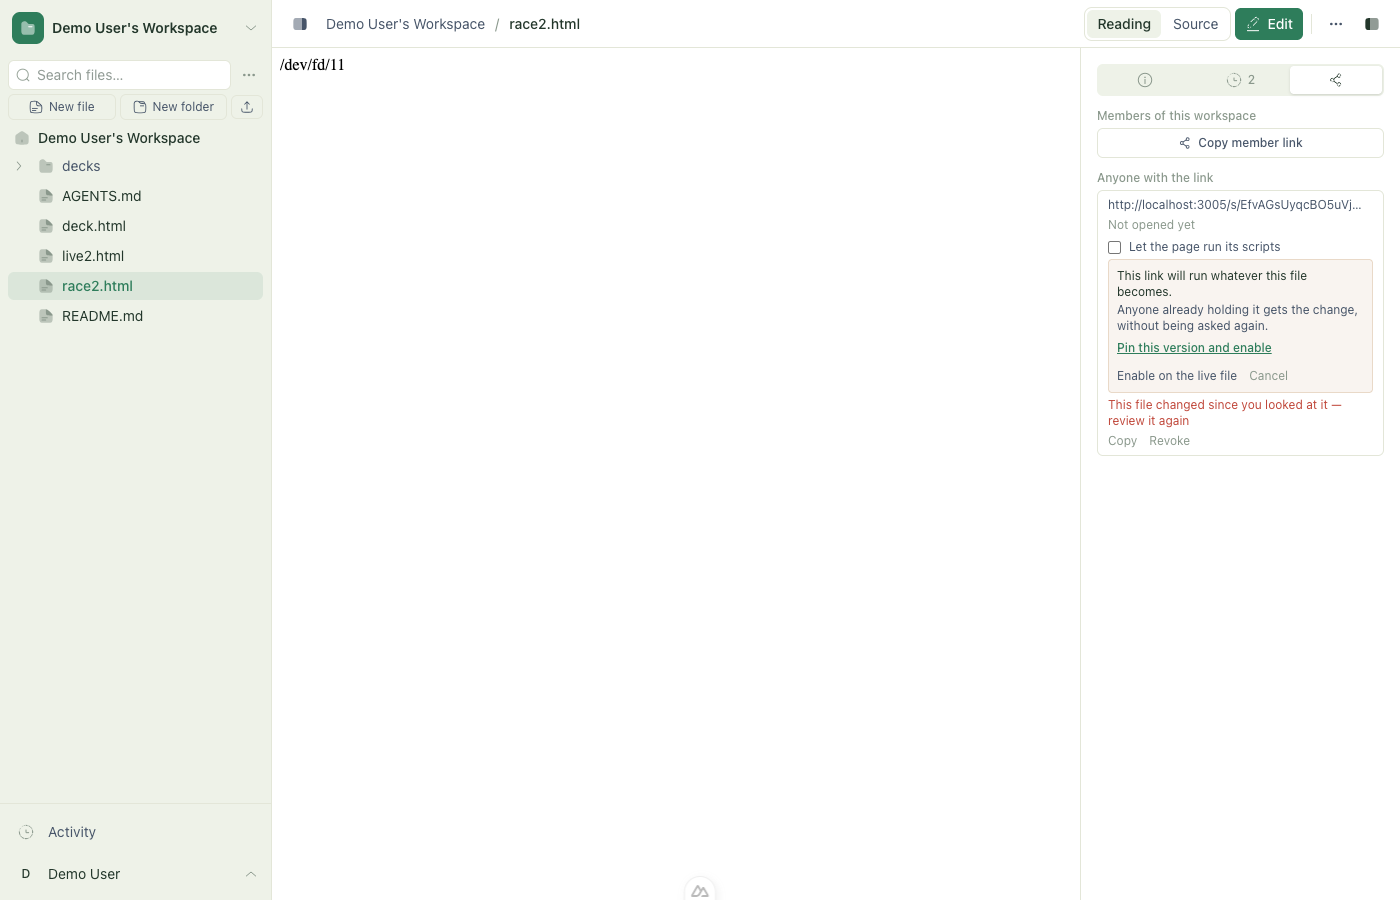 Demo User's Workspace
Search files...
New file
New folder
Demo User's Workspace
decks
AGENTS.md
deck.html
live2.html
race2.html
README.md
Activity
D Demo User
Demo User's Workspace / race2.html
Reading
Source
Edit
/dev/fd/11
2
Members of this workspace
Copy member link
Anyone with the link
http://localhost:3005/s/EfvAGsUyqcBO5uVj...
Not opened yet
Let the page run its scripts
This link will run whatever this file
becomes.
Anyone already holding it gets the change,
without being asked again.
Pin this version and enable
Enable on the live file Cancel
This file changed since you looked at it —
review it again
Copy Revoke